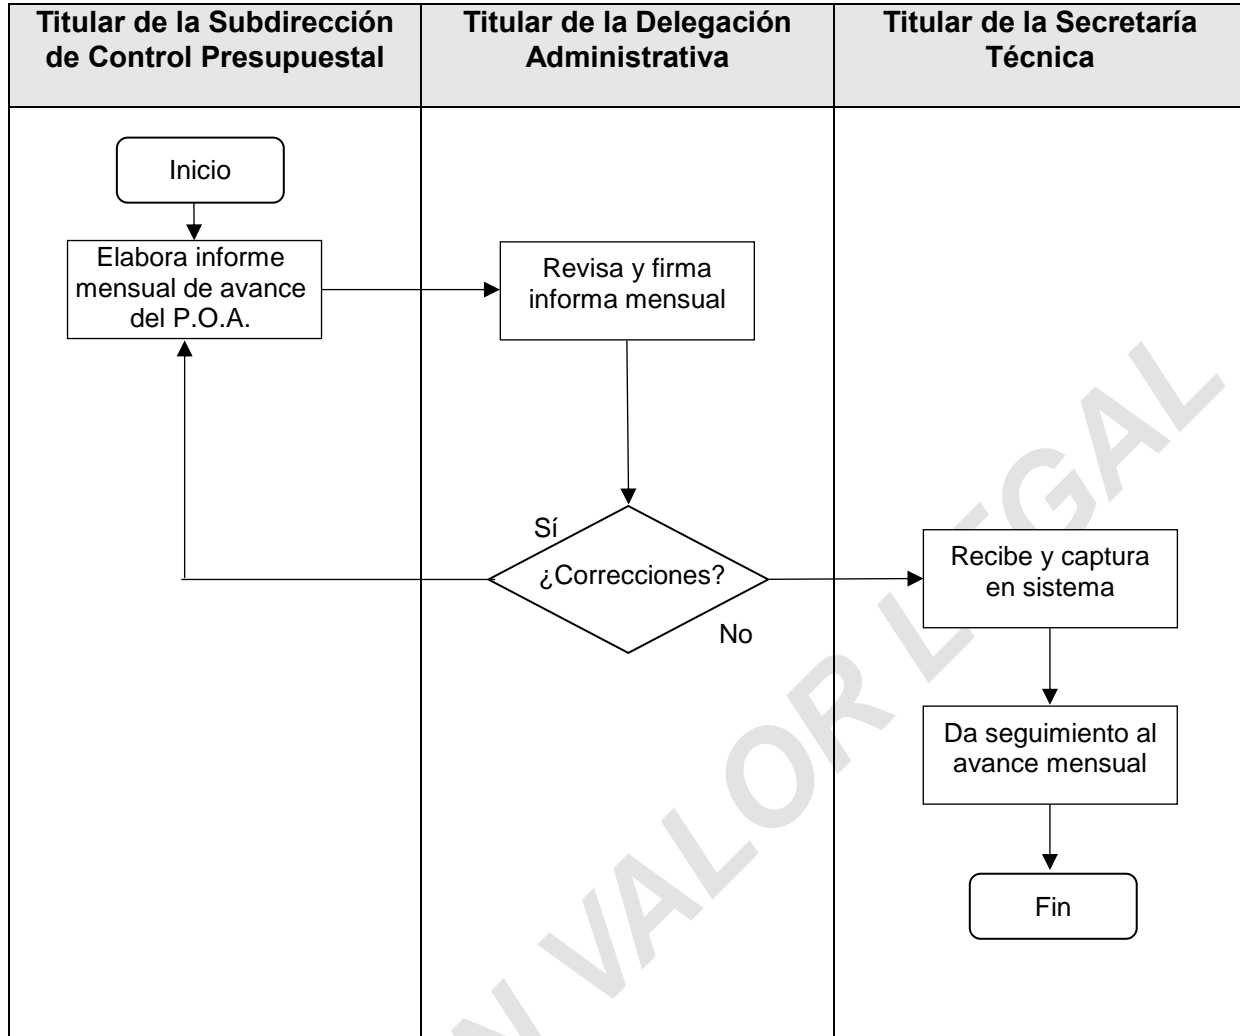 Titular de la Subdirección
de Control Presupuestal
Titular de la Delegación
Administrativa
Titular de la Secretaría
Técnica
Inicio
Elabora informe
mensual de avance
del P.O.A.
Revisa y firma
informa mensual
Sí
¿Correcciones?
No
Recibe y captura
en sistema
Da seguimiento al
avance mensual
Fin
VALOR LEGAL